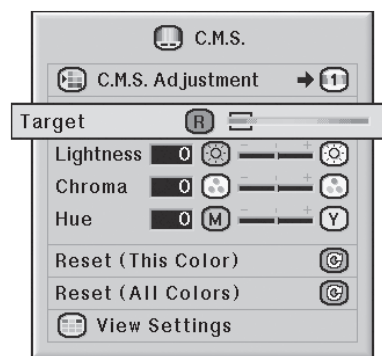 C.M.S.
C.M.S. Adjustment 1
Target R
Lightness 0 - +
Chroma 0 - +
Hue 0 M - + Y
Reset (This Color)
Reset (All Colors)
View Settings